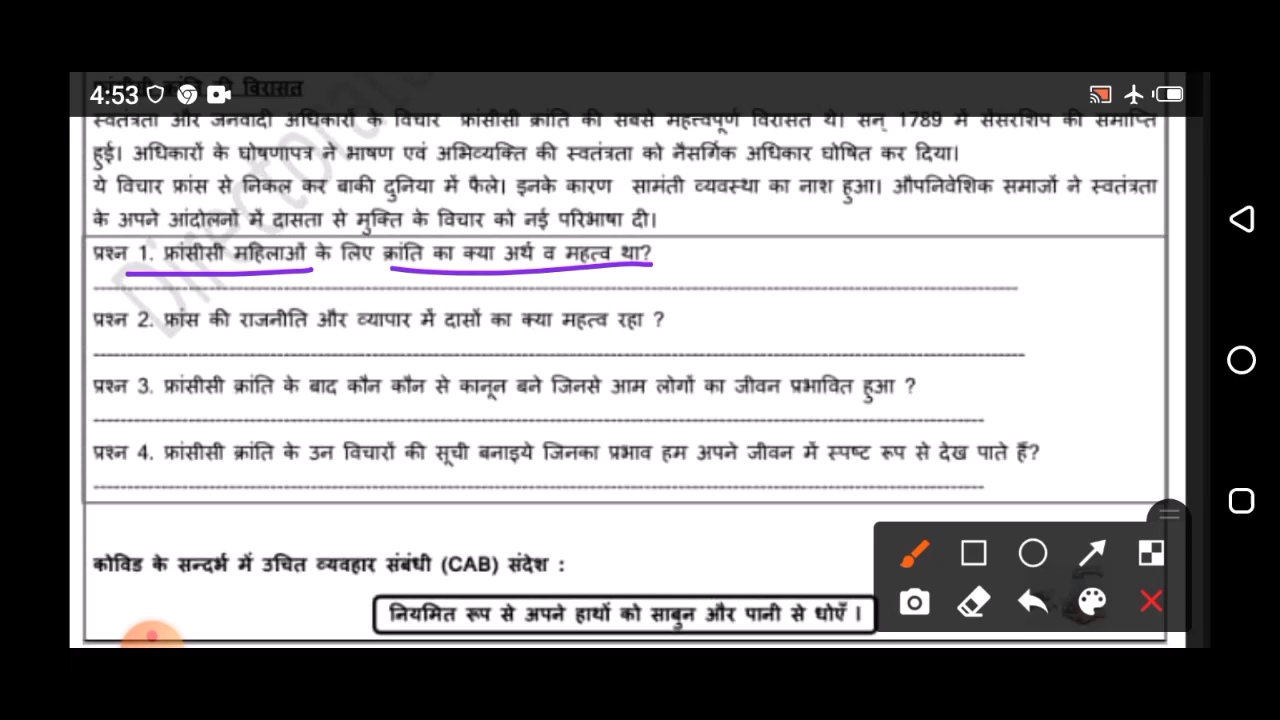 फ्रांसीसी क्रांति की विरासत
4:53
स्वतंत्रता और जनवादी अधिकारों के विचार फ्रांसीसी क्रांति की सबसे महत्त्वपूर्ण विरासत थे। सन् 1789 में सेंसरशिप की समाप्ति
हुई। अधिकारों के घोषणापत्र ने भाषण एवं अभिव्यक्ति की स्वतंत्रता को नैसर्गिक अधिकार घोषित कर दिया।
ये विचार फ्रांस से निकल कर बाकी दुनिया में फैले। इनके कारण सामंती व्यवस्था का नाश हुआ। औपनिवेशिक समाजों ने स्वतंत्रता
के अपने आंदोलनों में दासता से मुक्ति के विचार को नई परिभाषा दी।
प्रश्न 1. फ्रांसीसी महिलाओं के लिए क्रांति का क्या अर्थ व महत्व था?
प्रश्न 2. फ्रांस की राजनीति और व्यापार में दासों का क्या महत्व रहा ?
प्रश्न 3. फ्रांसीसी क्रांति के बाद कौन कौन से कानून बने जिनसे आम लोगों का जीवन प्रभावित हुआ ?
प्रश्न 4. फ्रांसीसी क्रांति के उन विचारों की सूची बनाइये जिनका प्रभाव हम अपने जीवन में स्पष्ट रूप से देख पाते हैं?
कोविड के सन्दर्भ में उचित व्यवहार संबंधी (CAB) संदेश :
नियमित रूप से अपने हाथों को साबुन और पानी से धोएँ ।